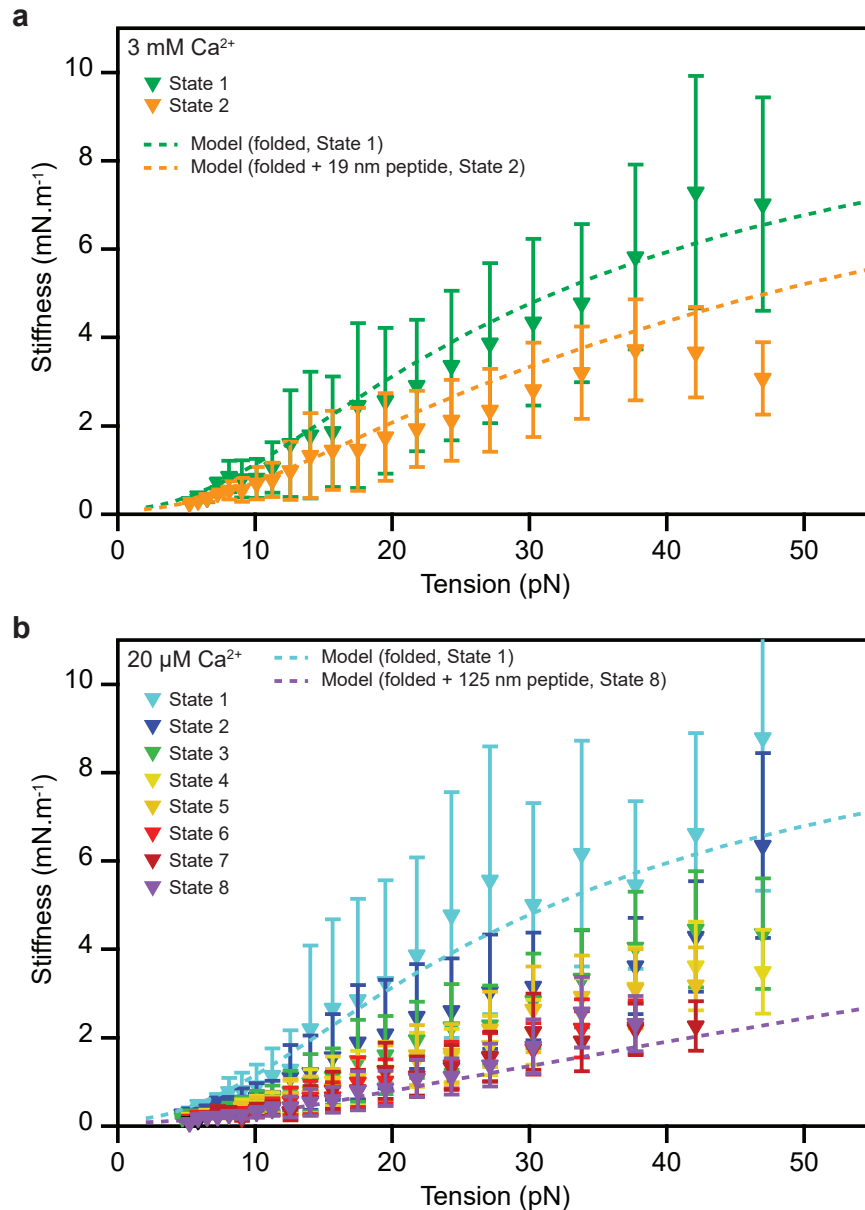 a
3 mM Ca²⁺
State 1
State 2
Model (folded, State 1)
Model (folded + 19 nm peptide, State 2)
10
8
6
4
2
0
Stiffness (mN.m⁻¹)
0 10 20 30 40 50
Tension (pN)
b
20 µM Ca²⁺
Model (folded, State 1)
Model (folded + 125 nm peptide, State 8)
State 1
State 2
State 3
State 4
State 5
State 6
State 7
State 8
10
8
6
4
2
0
Stiffness (mN.m⁻¹)
0 10 20 30 40 50
Tension (pN)